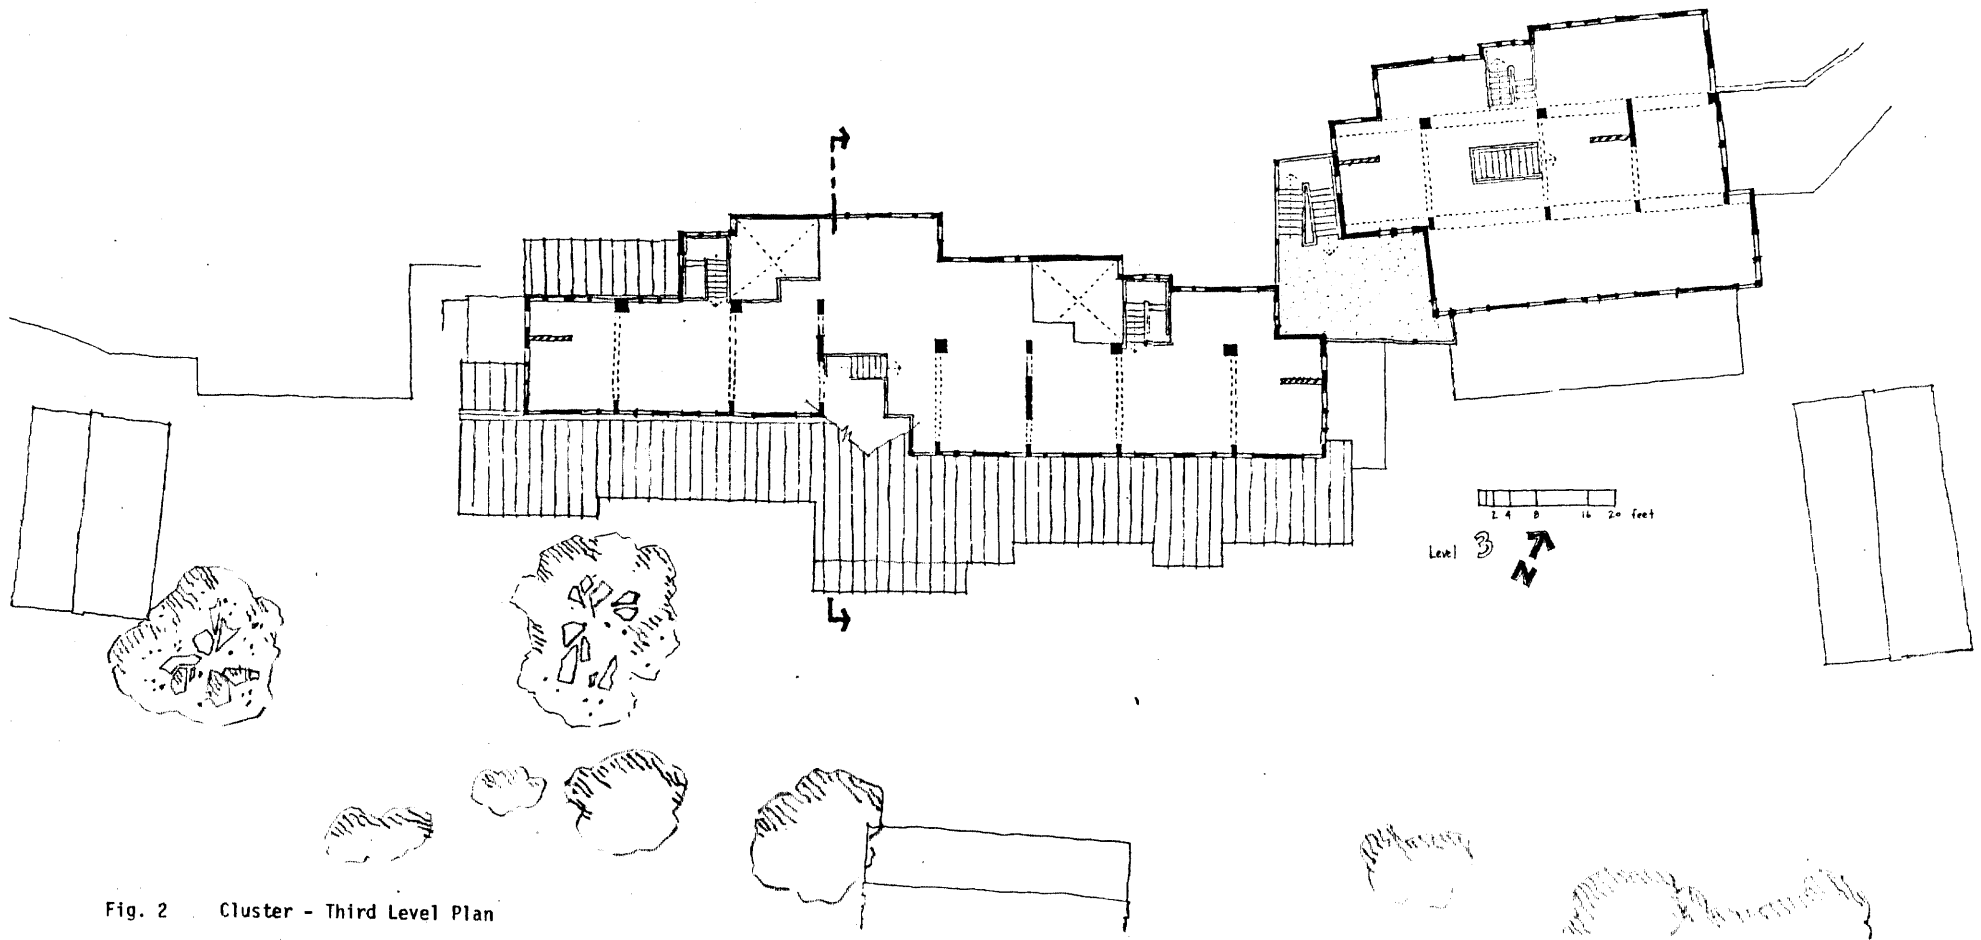 2 4 8 16 20 feet
Level 3
N
Fig. 2 Cluster - Third Level Plan